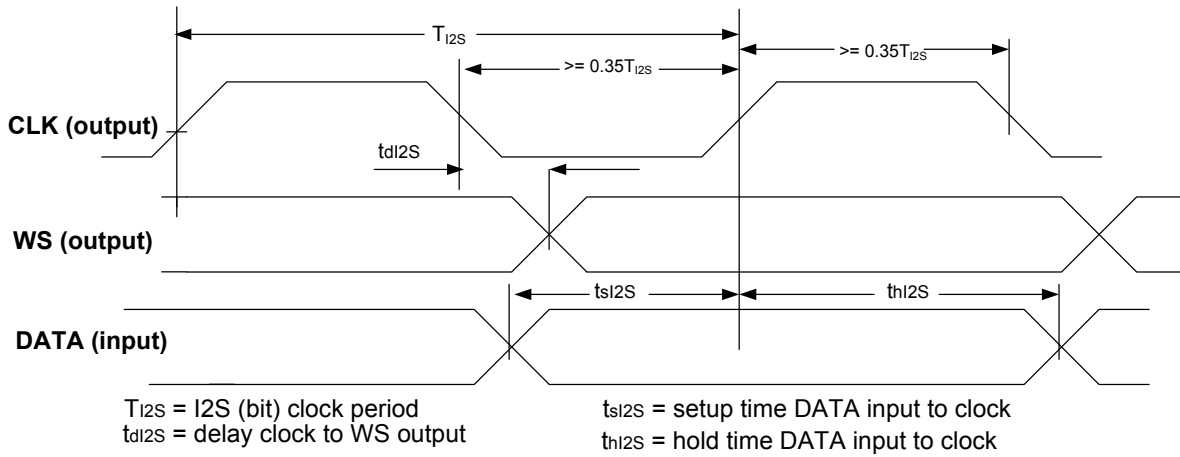 TI2S
>= 0.35TI2S
>= 0.35TI2S
CLK (output)
tdI2S
WS (output)
tsI2S
thI2S
DATA (input)
TI2S = I2S (bit) clock period
tdI2S = delay clock to WS output
tsI2S = setup time DATA input to clock
thI2S = hold time DATA input to clock